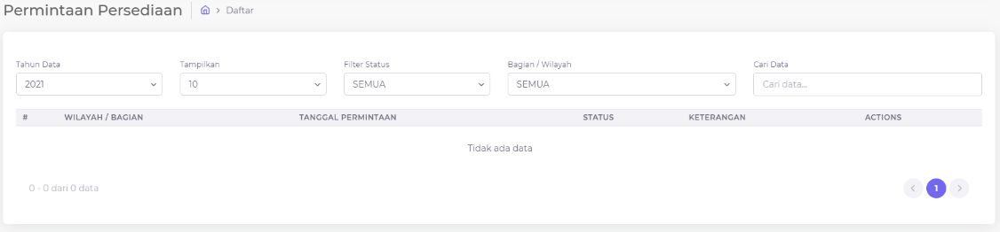 Permintaan Persediaan > Daftar
Tahun Data Tampilkan Filter Status Bagian / Wilayah Cari Data
2021 10 SEMUA SEMUA Cari data...
# WILAYAH / BAGIAN TANGGAL PERMINTAAN STATUS KETERANGAN ACTIONS
Tidak ada data
0 - 0 dari 0 data < 1 >